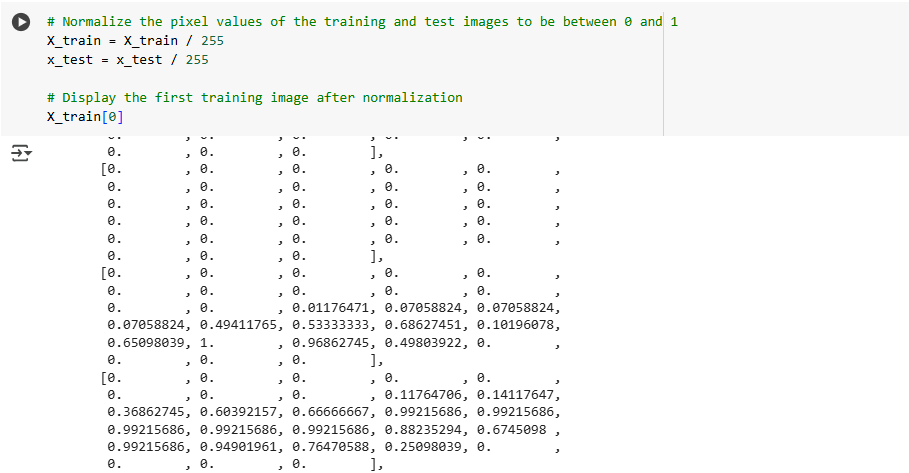 # Normalize the pixel values of the training and test images to be between 0 and 1
X_train = X_train / 255
x_test = x_test / 255
# Display the first training image after normalization
X_train[0]
0. , 0. , 0. ],
[0. , 0. , 0. , 0. , 0. ,
0. , 0. , 0. , 0. , 0. ,
0. , 0. , 0. , 0. , 0. ,
0. , 0. , 0. , 0. , 0. ,
0. , 0. , 0. , 0. , 0. ,
0. , 0. , 0. ],
[0. , 0. , 0. , 0. , 0. ,
0. , 0. , 0. , 0. , 0. ,
0. , 0. , 0.01176471, 0.07058824, 0.07058824,
0.07058824, 0.49411765, 0.53333333, 0.68627451, 0.10196078,
0.65098039, 1. , 0.96862745, 0.49803922, 0. ,
0. , 0. , 0. ],
[0. , 0. , 0. , 0. , 0. ,
0. , 0. , 0. , 0.11764706, 0.14117647,
0.36862745, 0.60392157, 0.66666667, 0.99215686, 0.99215686,
0.99215686, 0.99215686, 0.99215686, 0.88235294, 0.6745098 ,
0.99215686, 0.94901961, 0.76470588, 0.25098039, 0. ,
0. , 0. , 0. ],